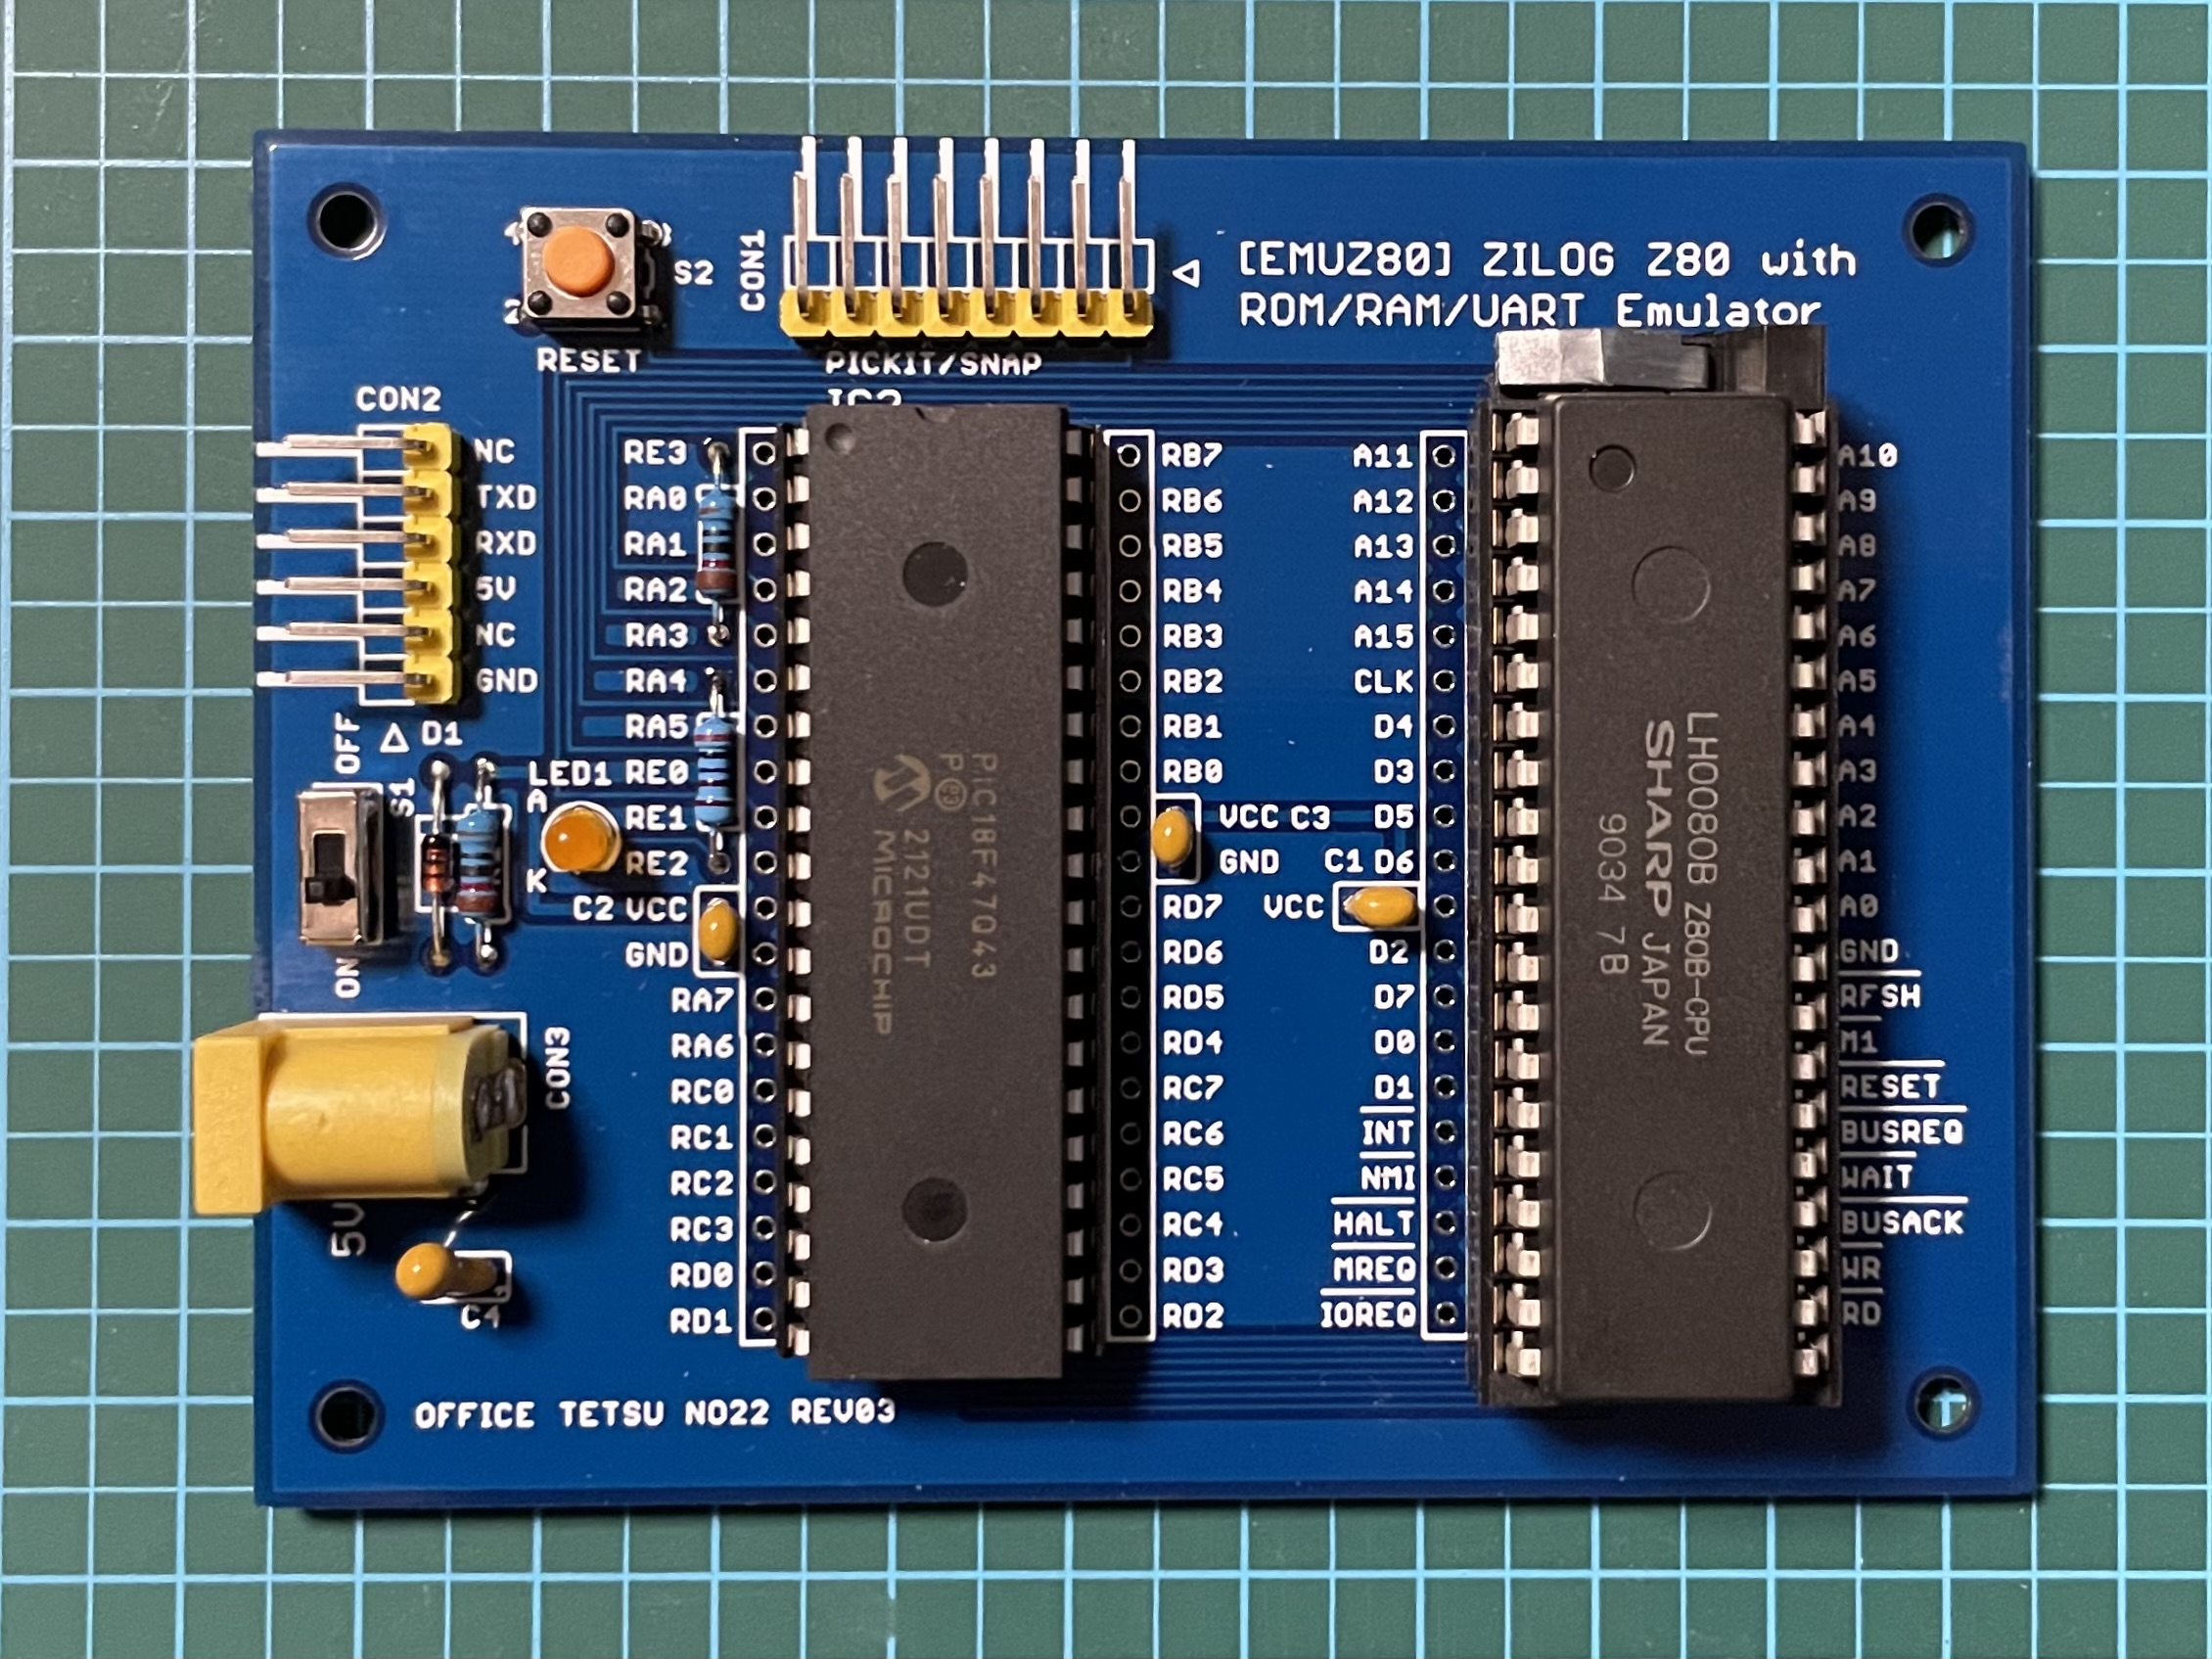 [EMUZ80] ZILOG Z80 with
ROM/RAM/UART Emulator
S2
RESET
CON1
PICKIT/SNAP
IC2
CON2
NC
TXD
RXD
5V
NC
GND
D1
OFF
S1
ON
LED1
A
K
C2
CON3
5V
C4
RE3
RA0
RA1
RA2
RA3
RA4
RA5
RE0
RE1
RE2
VCC
GND
RA7
RA6
RC0
RC1
RC2
RC3
RD0
RD1
PIC18F47Q43
P e3
2121UDT
MICROCHIP
RB7
RB6
RB5
RB4
RB3
RB2
RB1
RB0
VCC C3
GND
RD7
RD6
RD5
RD4
RC7
RC6
RC5
RC4
RD3
RD2
A11
A12
A13
A14
A15
CLK
D4
D3
D5
C1 D6
VCC
D2
D7
D0
D1
INT
NMI
HALT
MREQ
IOREQ
LH0080B Z80B-CPU
SHARP JAPAN
9034 7B
A10
A9
A8
A7
A6
A5
A4
A3
A2
A1
A0
GND
RFSH
M1
RESET
BUSREQ
WAIT
BUSACK
WR
RD
OFFICE TETSU NO22 REV03